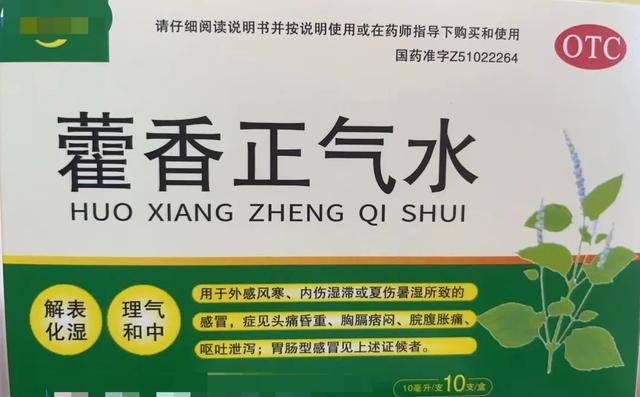 请仔细阅读说明书并按说明使用或在药师指导下购买和使用
国药准字Z51022264
OTC
藿香正气水
HUO XIANG ZHENG QI SHUI
解表
化湿
理气
和中
用于外感风寒、内伤湿滞或夏伤暑湿所致的
感冒，症见头痛昏重、胸膈痞闷、脘腹胀痛、
呕吐泄泻；胃肠型感冒见上述证候者。
10毫升/支10支/盒